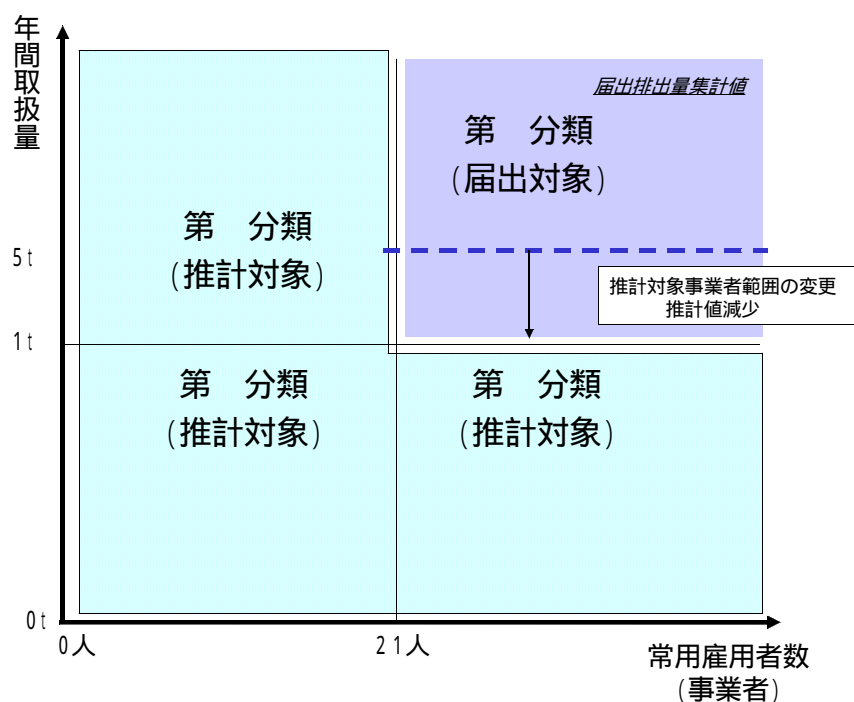 年間取扱量
届出排出量集計値
第　分類
(届出対象)
第　分類
(推計対象)
5t
推計対象事業者範囲の変更
推計値減少
1t
第　分類
(推計対象)
第　分類
(推計対象)
0t
0人
21人
常用雇用者数
(事業者)